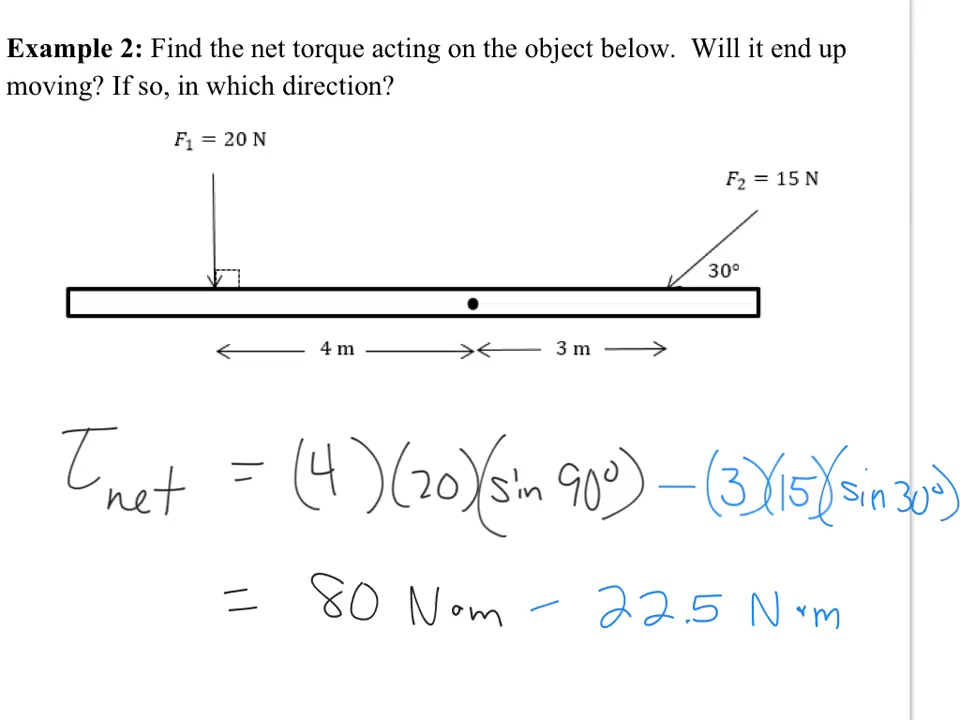 Example 2: Find the net torque acting on the object below. Will it end up
moving? If so, in which direction?
F₁ = 20 N
F₂ = 15 N
30°
4 m
3 m
τnet = (4)(20)(sin 90°) – (3)(15)(sin 30°)
= 80 N·m – 22.5 N·m